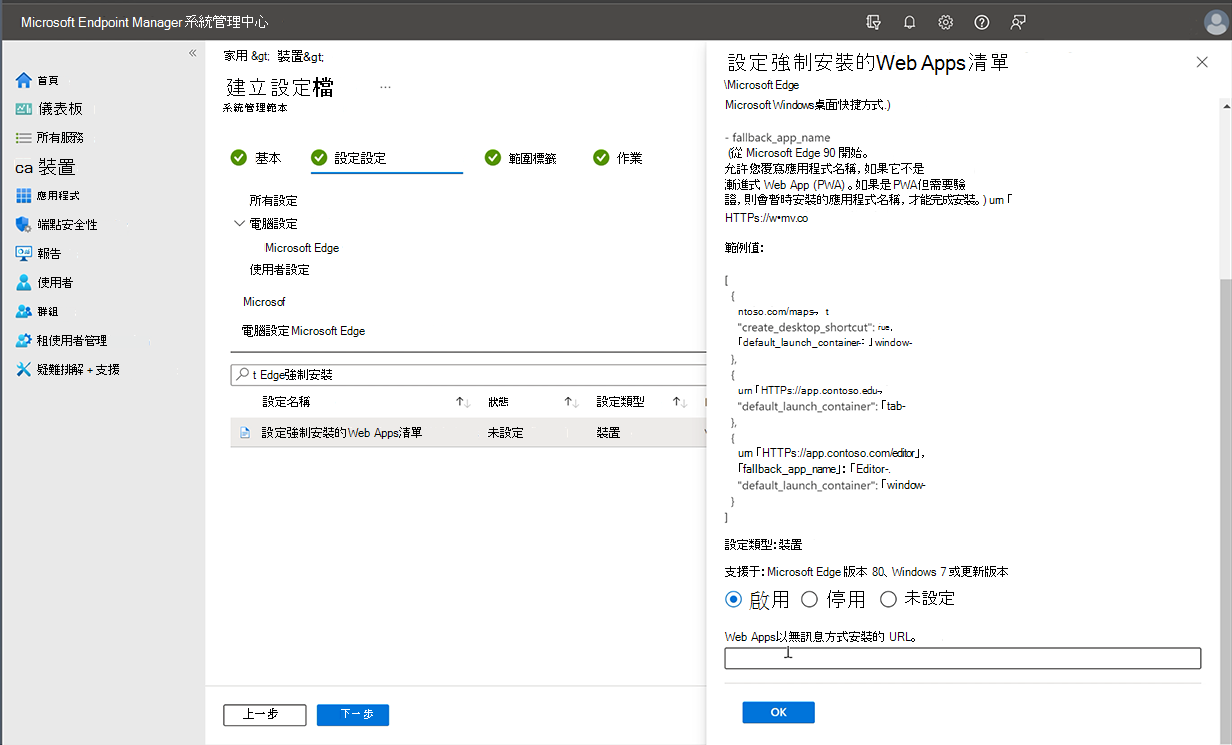 Microsoft Endpoint Manager 系統管理中心
«
首頁
儀表板
所有服務
ca 裝置
應用程式
端點安全性
報告
使用者
群組
租使用者管理
疑難排解 + 支援
家用 &gt; 裝置&gt;
建立設定檔
...
系統管理範本
基本
設定設定
範圍標籤
作業
所有設定
電腦設定
Microsoft Edge
使用者設定
Microsof
電腦設定 Microsoft Edge
t Edge強制安裝
設定名稱 ↑↓ 狀態 ↑↓ 設定類型 ↑↓
設定強制安裝的Web Apps清單 未設定 裝置
上一步
下一步
設定強制安裝的Web Apps清單
\Microsoft Edge
Microsoft Windows桌面快捷方式.)
- fallback_app_name
(從 Microsoft Edge 90 開始。
允許您覆寫應用程式名稱，如果它不是
漸進式 Web App (PWA) 。如果是 PWA但需要驗
證，則會暫時安裝的應用程式名稱，才能完成安裝。) um「
HTTPs://w•mv.co
範例值:
[
{
ntoso.com/maps、t
"create_desktop_shortcut": rue,
「default_launch_container-：」window-
},
{
um「HTTPs://app.contoso.edu-,
"default_launch_container":「tab-
},
{
um「HTTPs://app.contoso.com/editor」,
「fallback_app_name」:「Editor-.
"default_launch_container":「window-
}
]
設定類型：裝置
支援于：Microsoft Edge 版本 80、Windows 7 或更新版本
啟用 停用 未設定
Web Apps以無訊息方式安裝的 URL。
OK